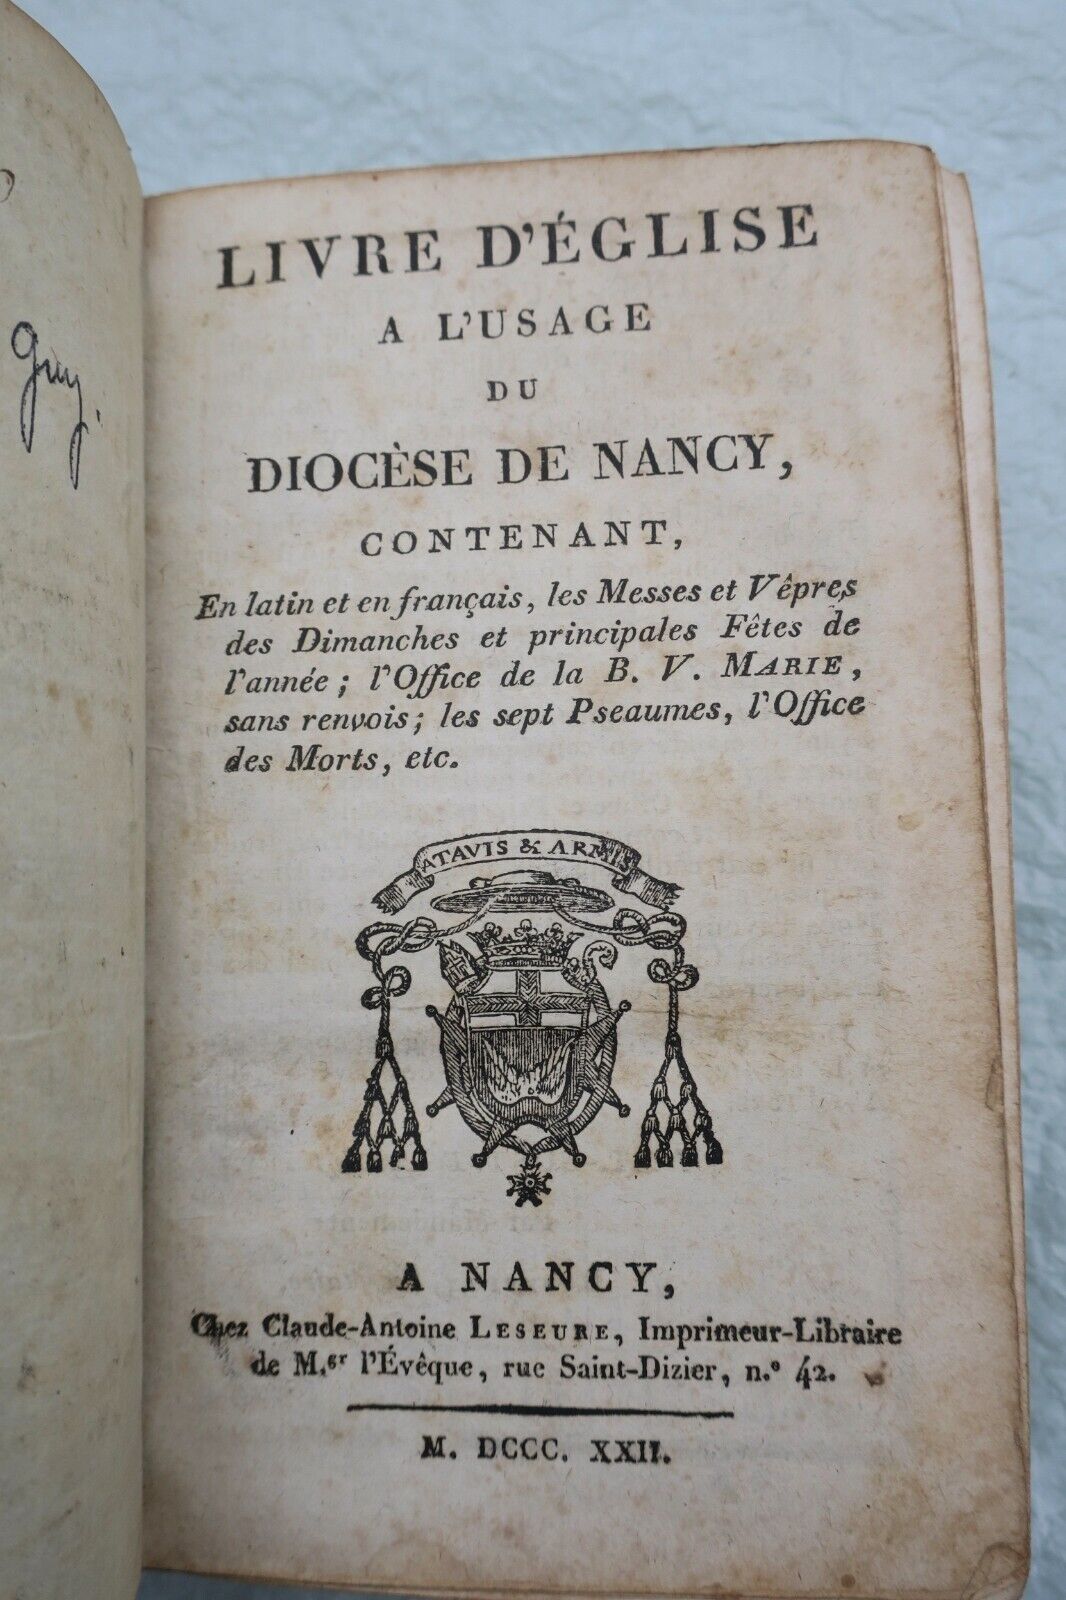 guy.
LIVRE D'ÉGLISE
A L'USAGE
DU
DIOCÈSE DE NANCY,
CONTENANT,
En latin et en français, les Messes et Vêpres
des Dimanches et principales Fêtes de
l'année ; l'Office de la B. V. MARIE,
sans renvois ; les sept Pseaumes, l'Office
des Morts, etc.
ATAVIS & ARMIS
A NANCY,
Chez Claude-Antoine LESEURE, Imprimeur-Libraire
de M.gr l'Évêque, rue Saint-Dizier, n.º 42.
M. DCCC. XXII.